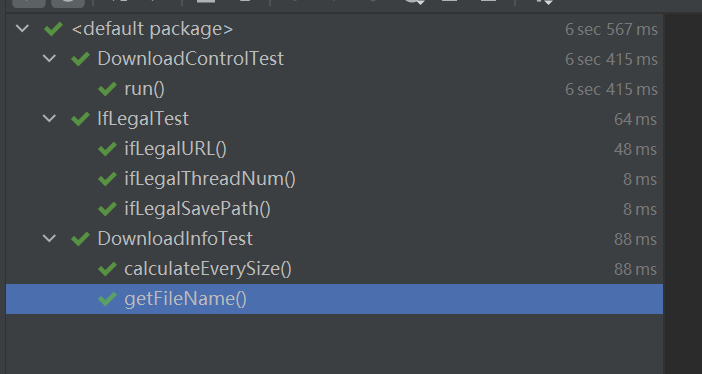 <default package> 6 sec 567 ms
DownloadControlTest 6 sec 415 ms
run() 6 sec 415 ms
IfLegalTest 64 ms
ifLegalURL() 48 ms
ifLegalThreadNum() 8 ms
ifLegalSavePath() 8 ms
DownloadInfoTest 88 ms
calculateEverySize() 88 ms
getFileName()